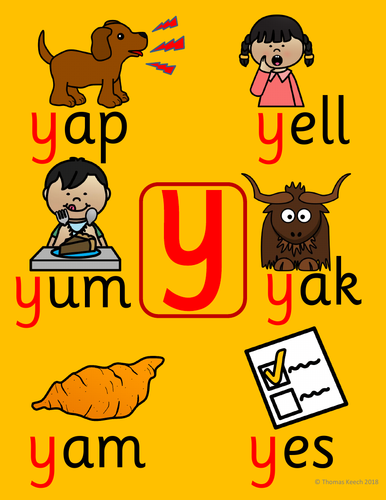 yap
yell
yum
y
yak
yam
yes
© Thomas Keech 2018